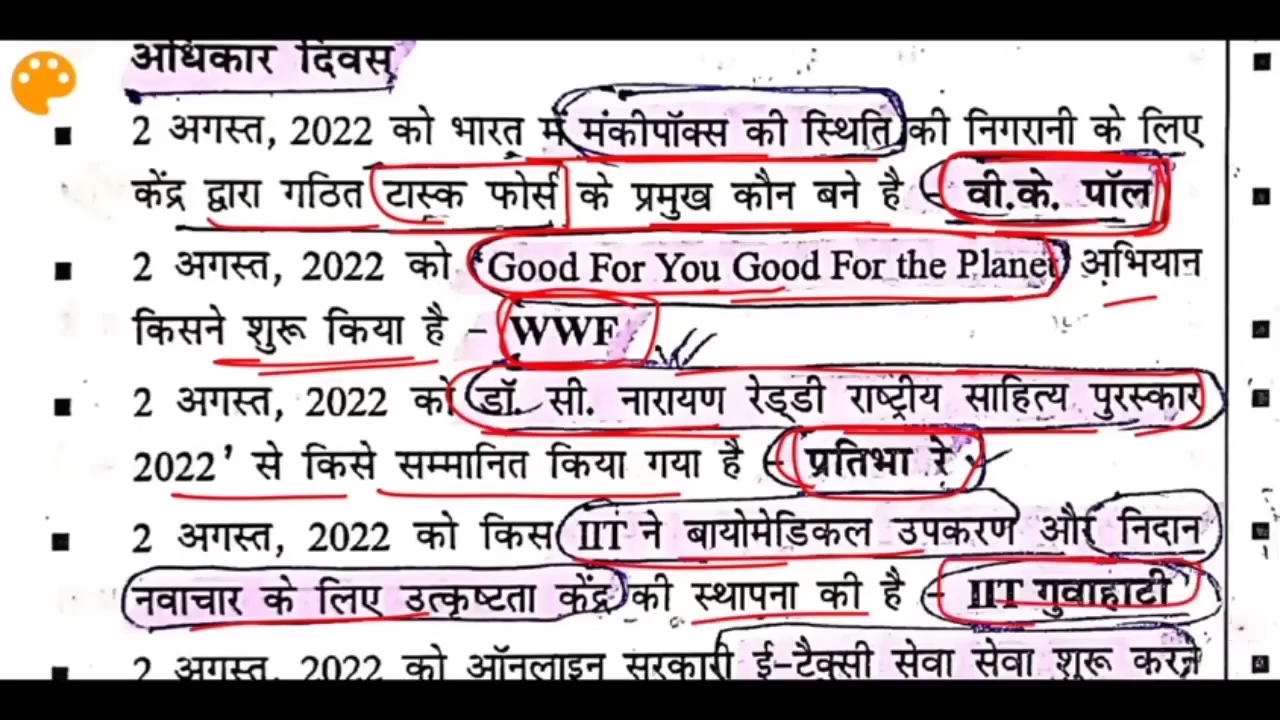 अधिकार दिवस
2 अगस्त, 2022 को भारत में मंकीपॉक्स की स्थिति की निगरानी के लिए
केंद्र द्वारा गठित टास्क फोर्स के प्रमुख कौन बने है – वी.के. पॉल
2 अगस्त, 2022 को 'Good For You Good For the Planet' अभियान
किसने शुरू किया है – WWF
2 अगस्त, 2022 को 'डॉ. सी. नारायण रेड्डी राष्ट्रीय साहित्य पुरस्कार
2022' से किसे सम्मानित किया गया है – प्रतिभा रे
2 अगस्त, 2022 को किस IIT ने बायोमेडिकल उपकरण और निदान
नवाचार के लिए उत्कृष्टता केंद्र की स्थापना की है – IIT गुवाहाटी
2 अगस्त, 2022 को ऑनलाइन सरकारी ई-टैक्सी सेवा सेवा शुरू करने